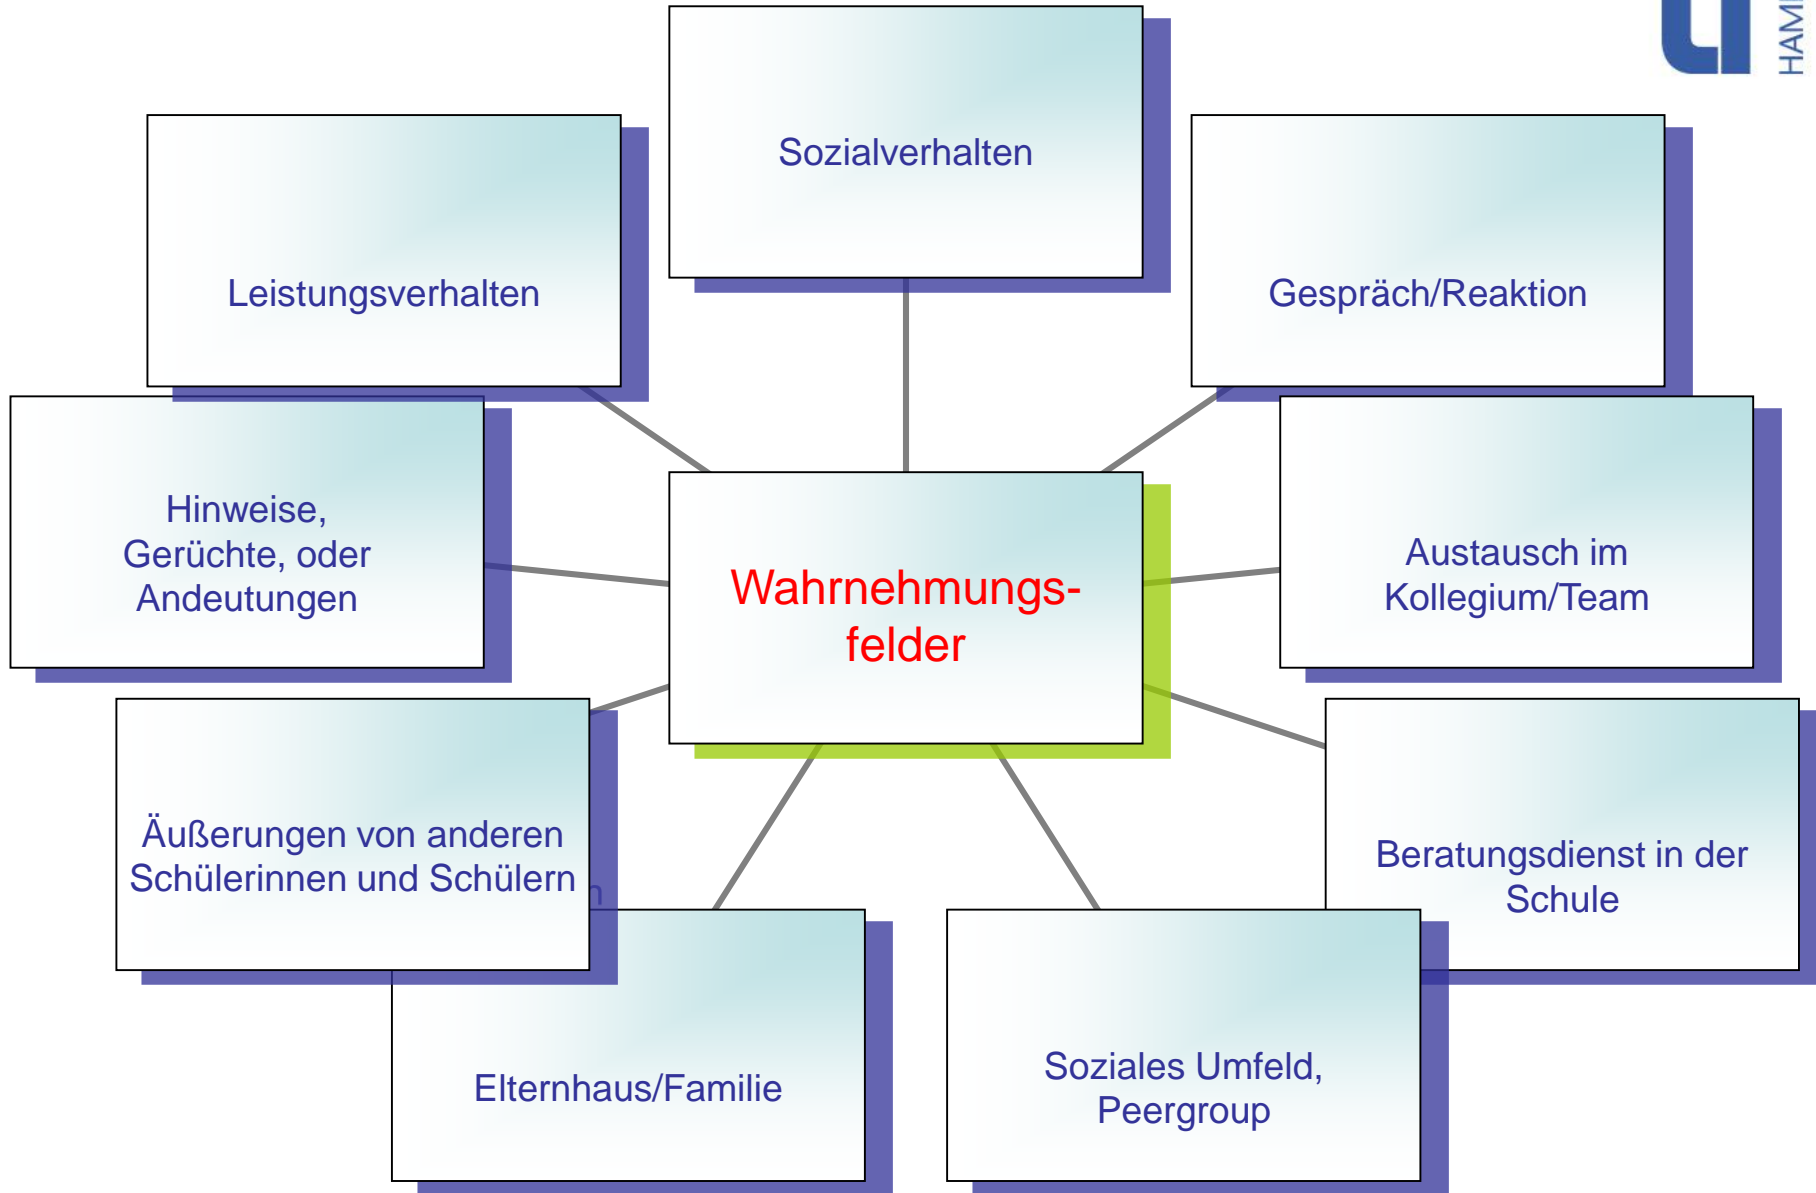 HAM
Sozialverhalten
Leistungsverhalten
Gespräch/Reaktion
Hinweise,
Gerüchte, oder
Andeutungen
Wahrnehmungs-
felder
Austausch im
Kollegium/Team
Äußerungen von anderen
Schülerinnen und Schülern
Beratungsdienst in der
Schule
Elternhaus/Familie
Soziales Umfeld,
Peergroup